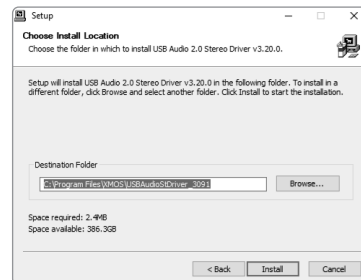 Setup
Choose Install Location
Choose the folder in which to install USB Audio 2.0 Stereo Driver v3.20.0.
Setup will install USB Audio 2.0 Stereo Driver v3.20.0 in the following folder. To install in a
different folder, click Browse and select another folder. Click Install to start the installation.
Destination Folder
C:\Program Files\XMOS\USBAudioStDriver_3091
Browse...
Space required: 2.4MB
Space available: 386.3GB
< Back
Install
Cancel